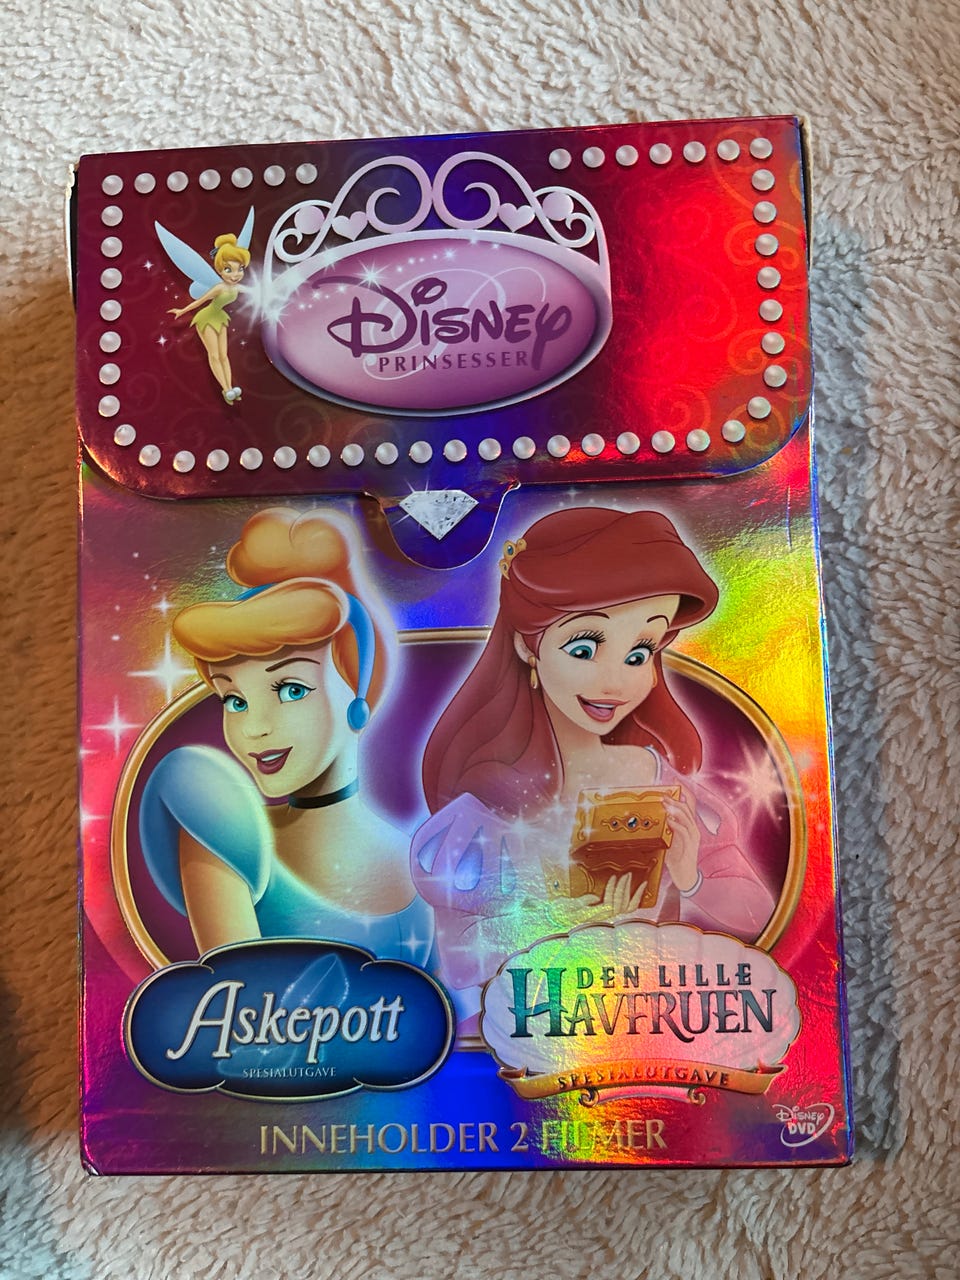 Disney
PRINSESSER
Askepott
SPESIALUTGAVE
DEN LILLE
HAVFRUEN
SPESIALUTGAVE
INNEHOLDER 2 FILMER
Disney
DVD